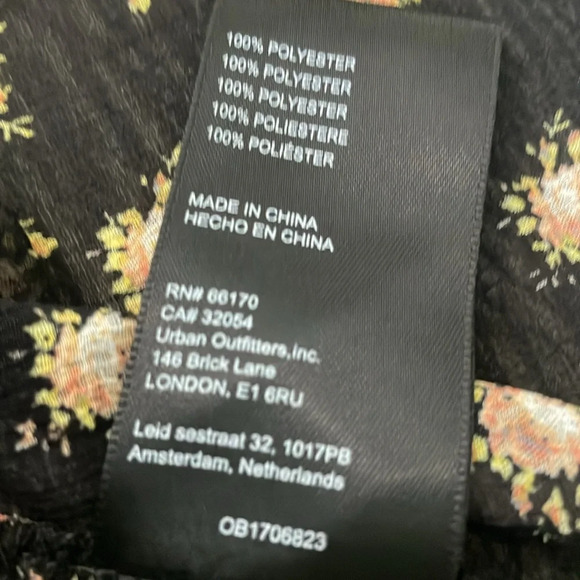 100% POLYESTER
100% POLYESTER
100% POLYESTER
100% POLIESTERE
100% POLIÉSTER
MADE IN CHINA
HECHO EN CHINA
RN# 66170
CA# 32054
Urban Outfitters,Inc.
146 Brick Lane
LONDON, E1 6RU
Leid sestraat 32, 1017PB
Amsterdam, Netherlands
OB1706823